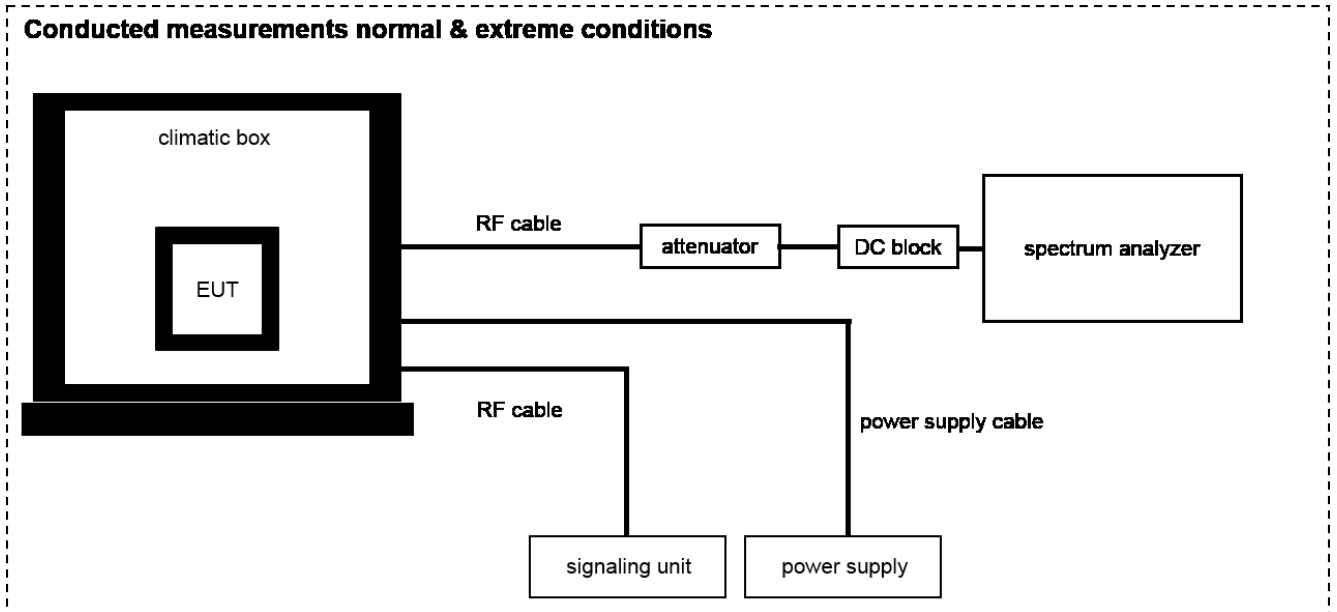 Conducted measurements normal & extreme conditions
climatic box
EUT
RF cable
attenuator
DC block
spectrum analyzer
RF cable
power supply cable
signaling unit
power supply